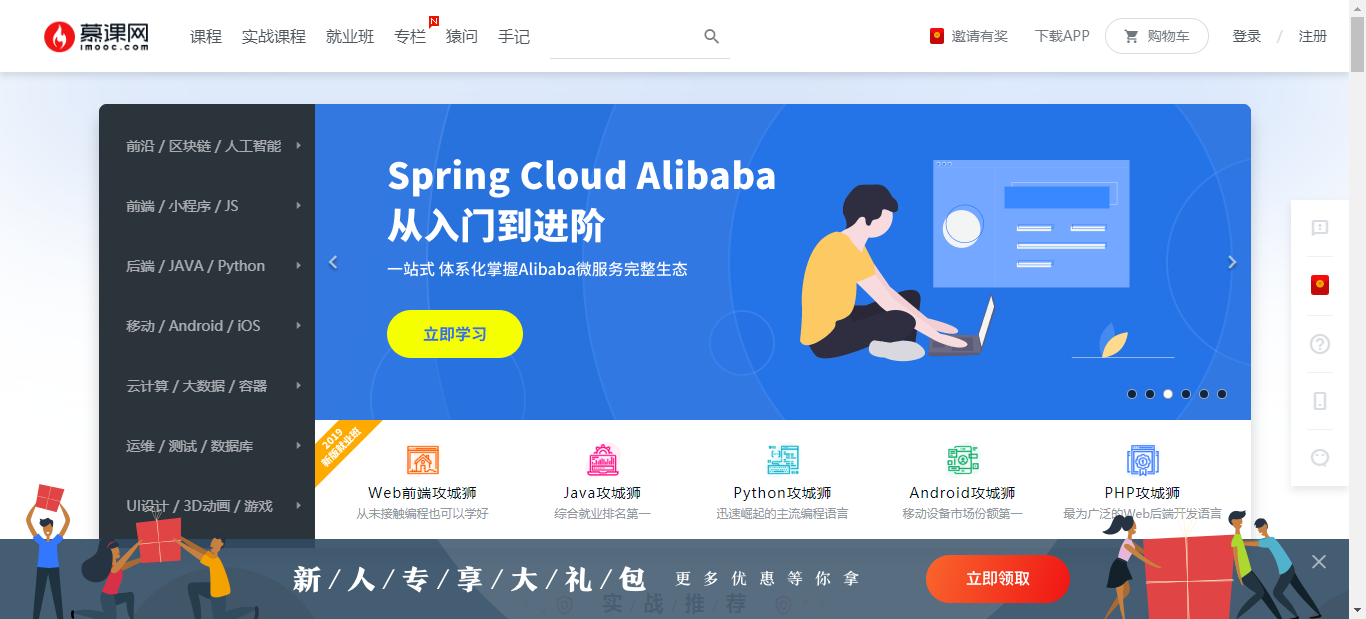 慕课网
imooc.com
课程 实战课程 就业班 专栏 N 猿问 手记
邀请有奖 下载APP 购物车 登录 / 注册
前沿 / 区块链 / 人工智能
前端 / 小程序 / JS
后端 / JAVA / Python
移动 / Android / iOS
云计算 / 大数据 / 容器
运维 / 测试 / 数据库
UI设计 / 3D动画 / 游戏
Spring Cloud Alibaba
从入门到进阶
一站式 体系化掌握Alibaba微服务完整生态
立即学习
2019
新版就业班
Web前端攻城狮
从未接触编程也可以学好
Java攻城狮
综合就业排名第一
Python攻城狮
迅速崛起的主流编程语言
Android攻城狮
移动设备市场份额第一
PHP攻城狮
最为广泛的Web后端开发语言
新/人/专/享/大/礼/包 更多优惠等你拿
立即领取
实/战/推/荐